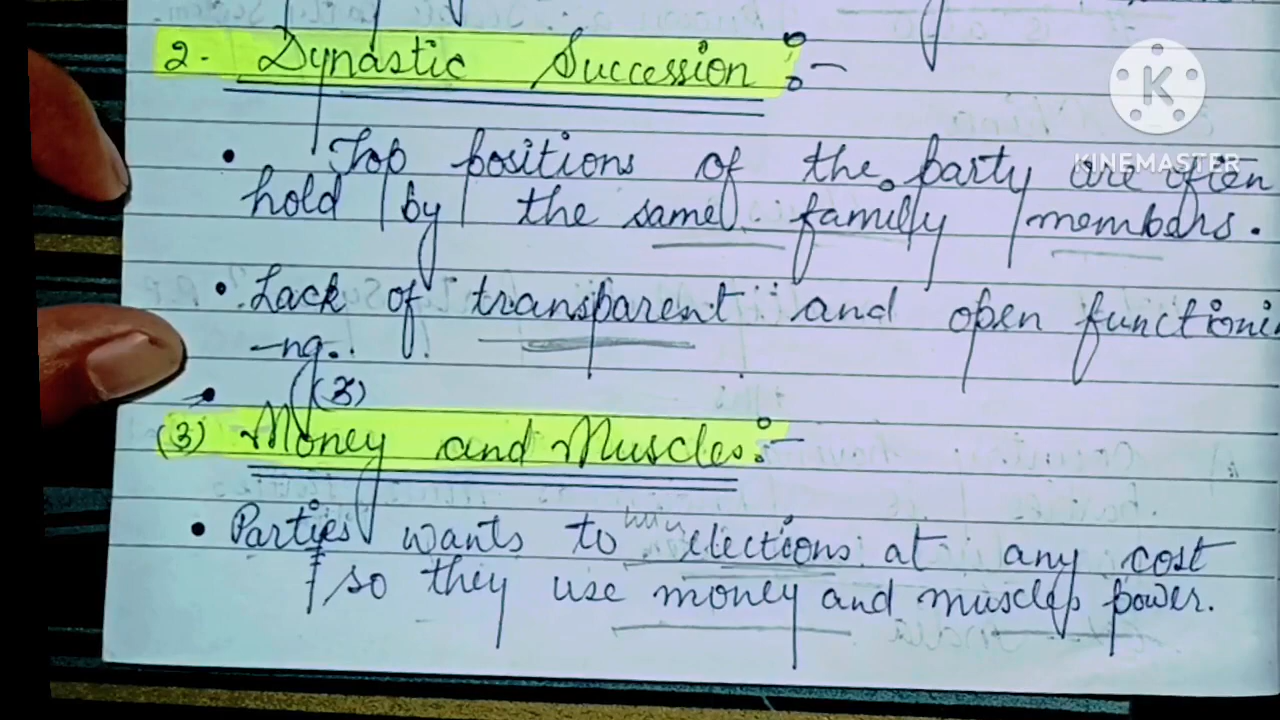 2. Dynastic Succession :-
• Top positions of the party are often
hold by the same family members.
• Lack of transparent and open functioni
-ng.
(3)
(3) Money and Muscles :-
• Parties wants to win elections at any cost
so they use money and muscles power.
K
KINEMASTER